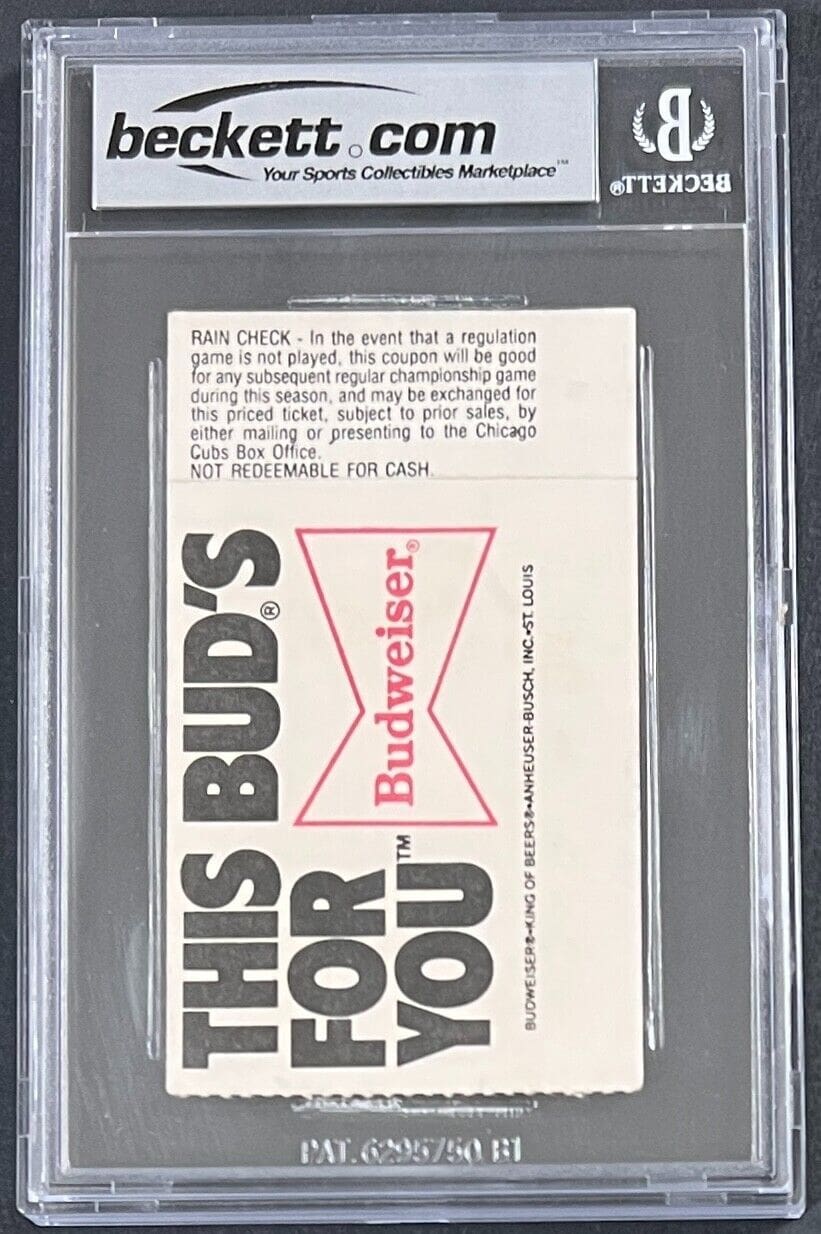 beckett.com
Your Sports Collectibles Marketplace™
B
BECKETT®
RAIN CHECK - In the event that a regulation
game is not played, this coupon will be good
for any subsequent regular championship game
during this season, and may be exchanged for
this priced ticket, subject to prior sales, by
either mailing or presenting to the Chicago
Cubs Box Office.
NOT REDEEMABLE FOR CASH.
THIS BUD'S®
FOR
YOU™
Budweiser®
BUDWEISER®•KING OF BEERS®•ANHEUSER-BUSCH, INC.•ST. LOUIS
PAT. 6295750 B1